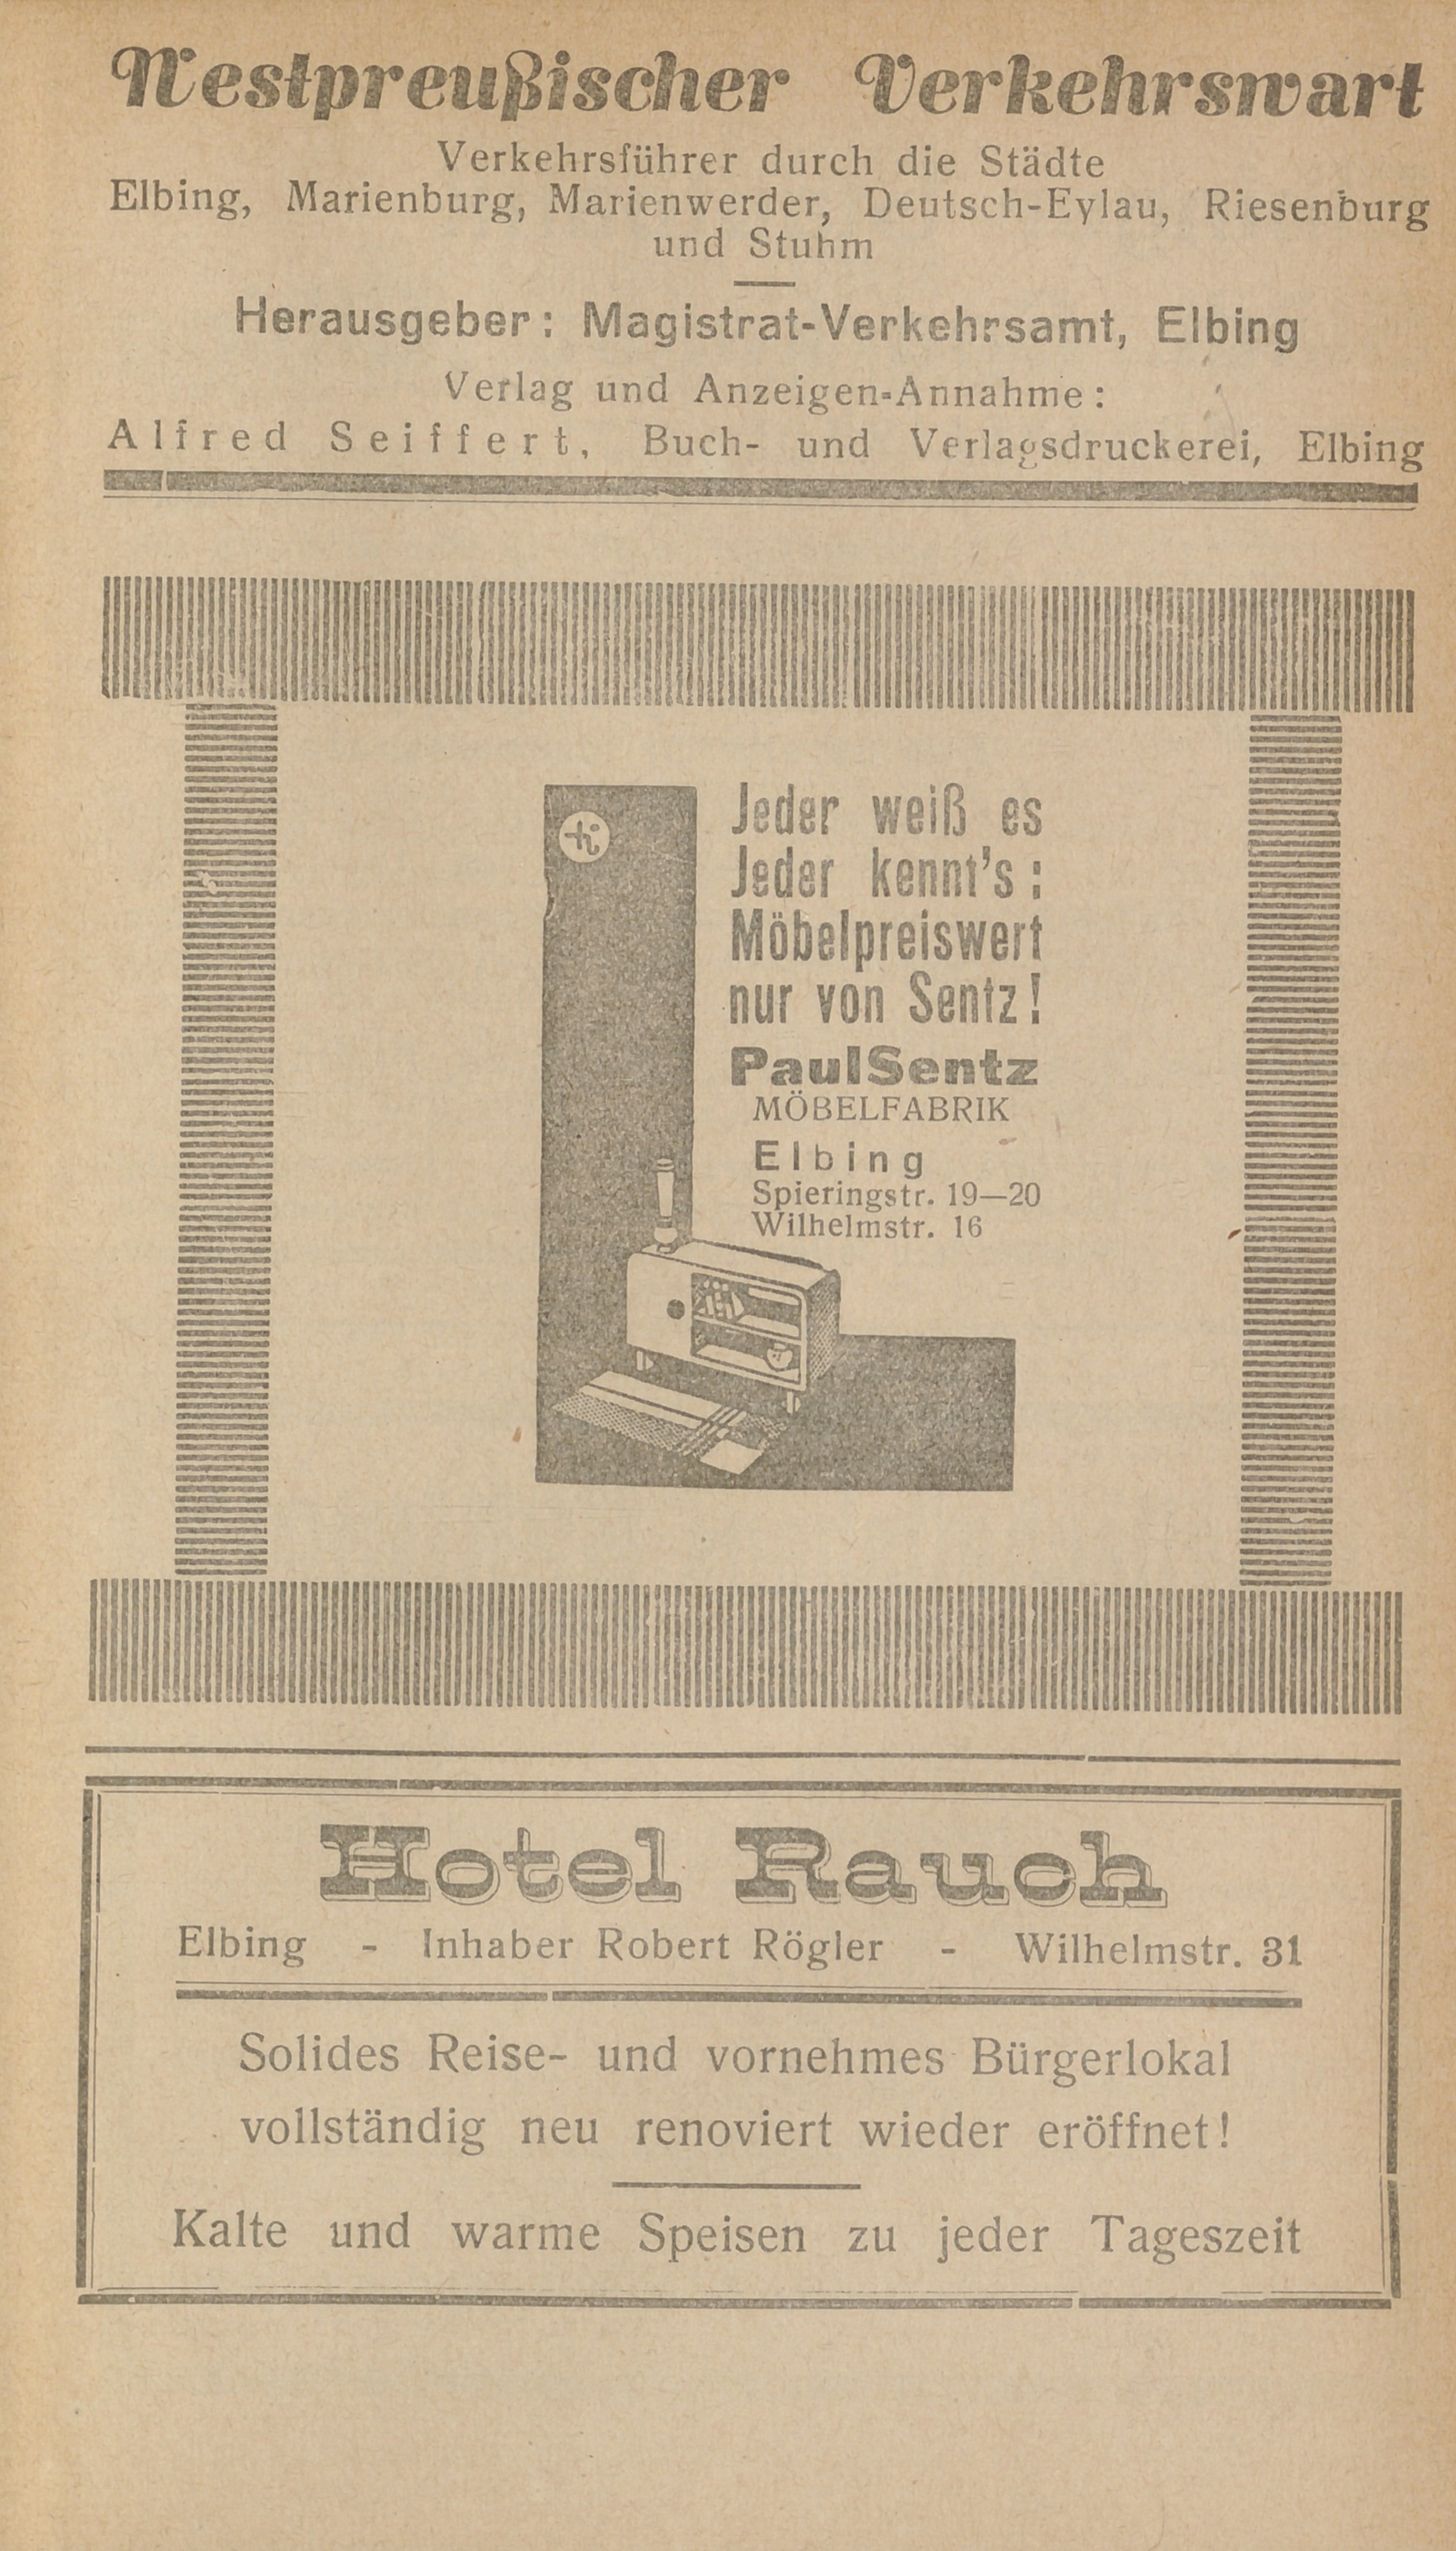 Westpreußischer Verkehrswart
Verkehrsführer durch die Städte
Elbing, Marienburg, Marienwerder, Deutsch-Eylau, Riesenburg
und Stuhm
Herausgeber: Magistrat-Verkehrsamt, Elbing
Verlag und Anzeigen-Annahme:
Alfred Seiffert, Buch- und Verlagsdruckerei, Elbing
Jeder weiß es
Jeder kennt's:
Möbelpreiswert
nur von Sentz!
PaulSentz
MÖBELFABRIK
Elbing
Spieringstr. 19—20
Wilhelmstr. 16
Hotel Rauch
Elbing - Inhaber Robert Rögler - Wilhelmstr. 31
Solides Reise- und vornehmes Bürgerlokal
vollständig neu renoviert wieder eröffnet!
Kalte und warme Speisen zu jeder Tageszeit